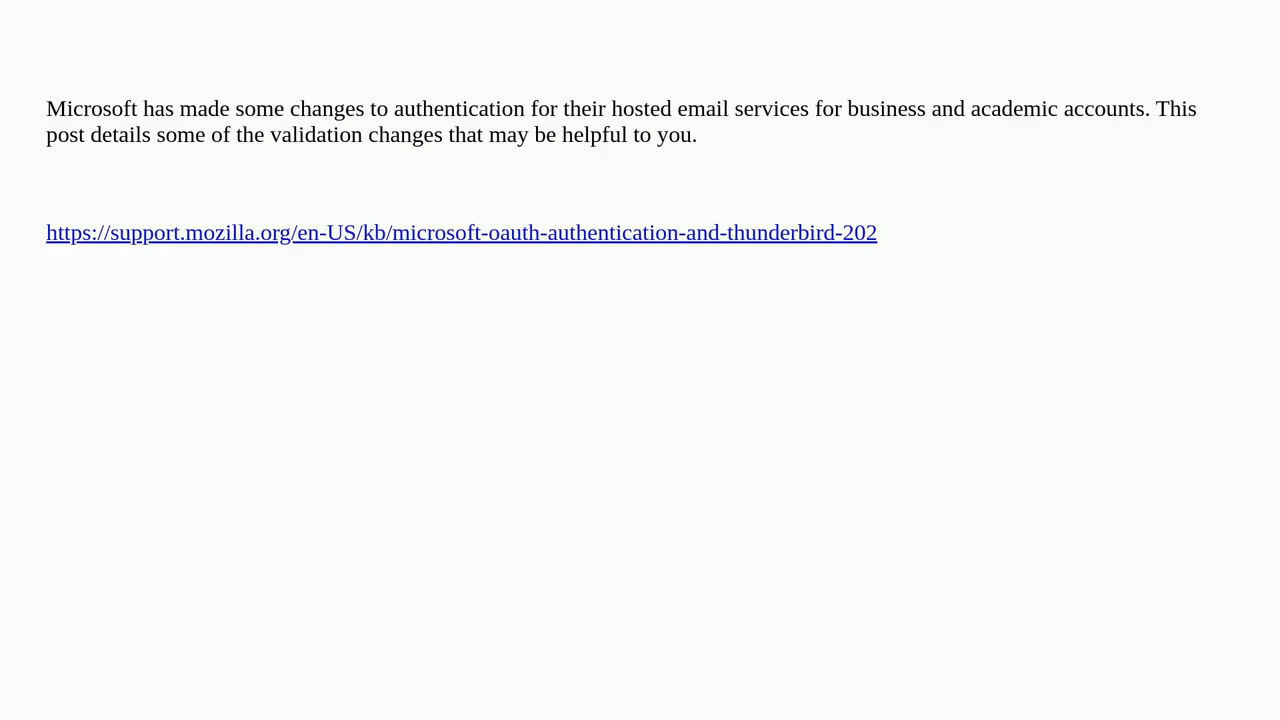 Microsoft has made some changes to authentication for their hosted email services for business and academic accounts. This
post details some of the validation changes that may be helpful to you.
https://support.mozilla.org/en-US/kb/microsoft-oauth-authentication-and-thunderbird-202